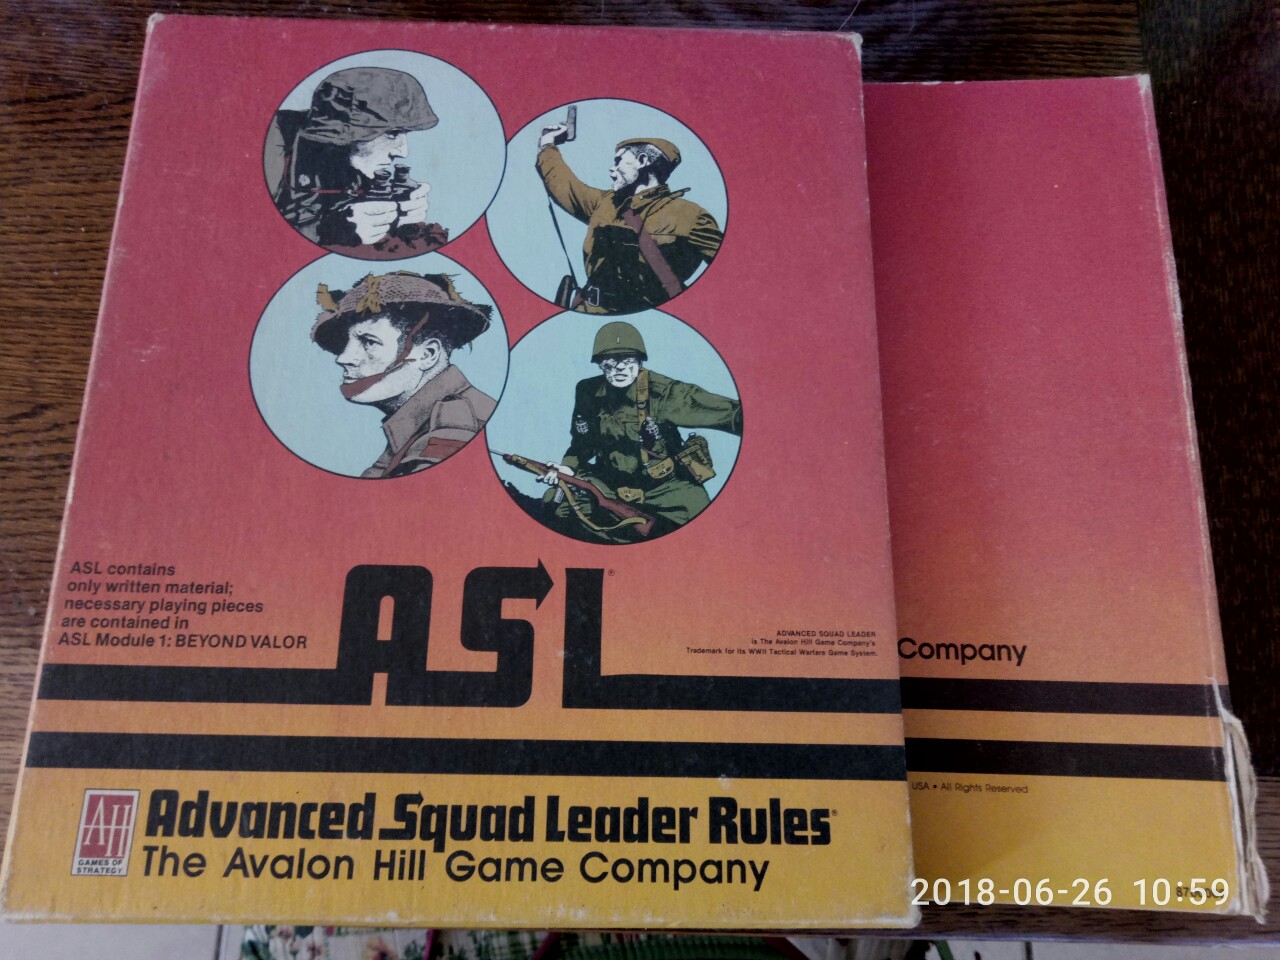 ASL contains
only written material;
necessary playing pieces
are contained in
ASL Module 1: BEYOND VALOR
ASL®
ADVANCED SQUAD LEADER
is The Avalon Hill Game Company's
Trademark for its WWII Tactical Warfare Game System.
AH
GAMES OF
STRATEGY
Advanced Squad Leader Rules®
The Avalon Hill Game Company
Company
USA • All Rights Reserved
2018-06-26 10:59